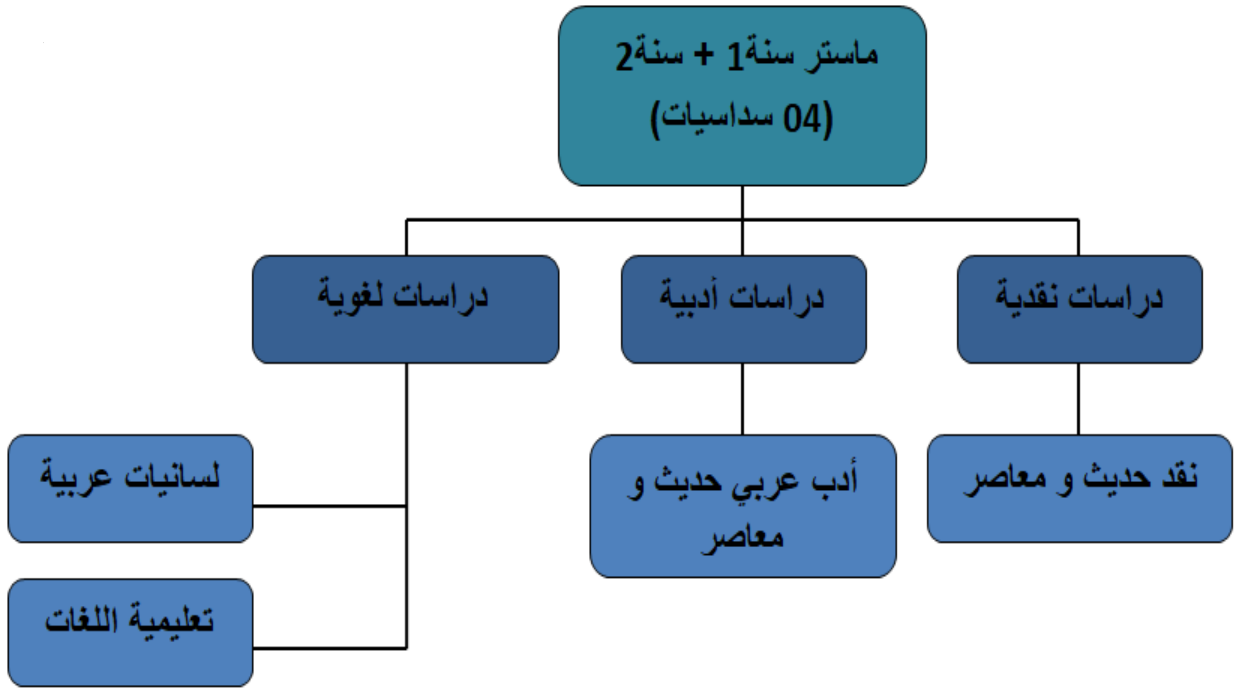 ماستر سنة1 + سنة2
(04 سداسيات)
دراسات نقدية
دراسات أدبية
دراسات لغوية
نقد حديث و معاصر
أدب عربي حديث و
معاصر
لسانيات عربية
تعليمية اللغات